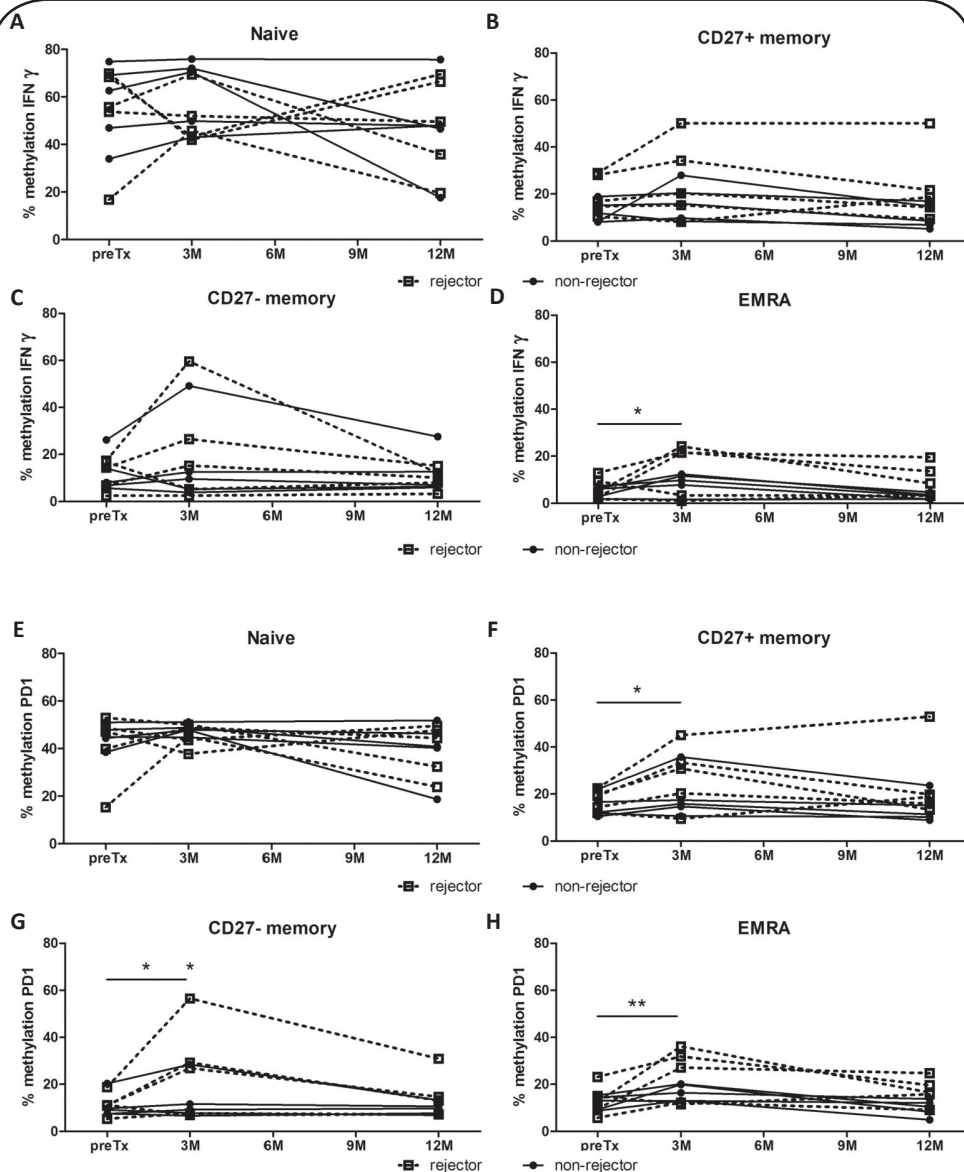 A
Naive
% methylation IFN γ
80
60
40
20
0
preTx 3M 6M 9M 12M
B
CD27+ memory
% methylation IFN γ
80
60
40
20
0
preTx 3M 6M 9M 12M
rejector non-rejector
C
CD27- memory
% methylation IFN γ
80
60
40
20
0
preTx 3M 6M 9M 12M
D
EMRA
% methylation IFN γ
80
60
40
20
0
*
preTx 3M 6M 9M 12M
rejector non-rejector
E
Naive
% methylation PD1
80
60
40
20
0
preTx 3M 6M 9M 12M
F
CD27+ memory
% methylation PD1
80
60
40
20
0
*
preTx 3M 6M 9M 12M
rejector non-rejector
G
CD27- memory
% methylation PD1
80
60
40
20
0
* *
preTx 3M 6M 9M 12M
H
EMRA
% methylation PD1
80
60
40
20
0
**
preTx 3M 6M 9M 12M
rejector non-rejector